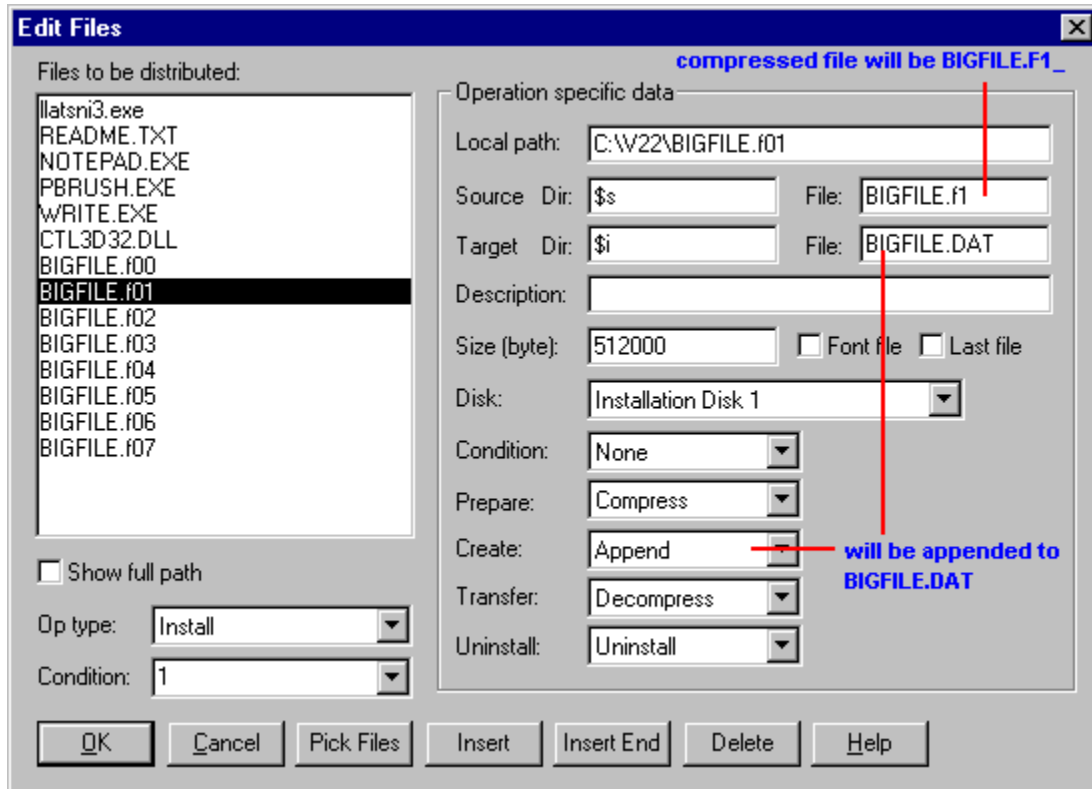 Edit Files
compressed file will be BIGFILE.F1_
Files to be distributed:
llatsni3.exe
README.TXT
NOTEPAD.EXE
PBRUSH.EXE
WRITE.EXE
CTL3D32.DLL
BIGFILE.f00
BIGFILE.f01
BIGFILE.f02
BIGFILE.f03
BIGFILE.f04
BIGFILE.f05
BIGFILE.f06
BIGFILE.f07
Show full path
Op type: Install
Condition: 1
Operation specific data
Local path: C:\V22\BIGFILE.f01
Source Dir: $s File: BIGFILE.f1
Target Dir: $i File: BIGFILE.DAT
Description:
Size (byte): 512000 Font file Last file
Disk: Installation Disk 1
Condition: None
Prepare: Compress
Create: Append
will be appended to
BIGFILE.DAT
Transfer: Decompress
Uninstall: Uninstall
OK Cancel Pick Files Insert Insert End Delete Help